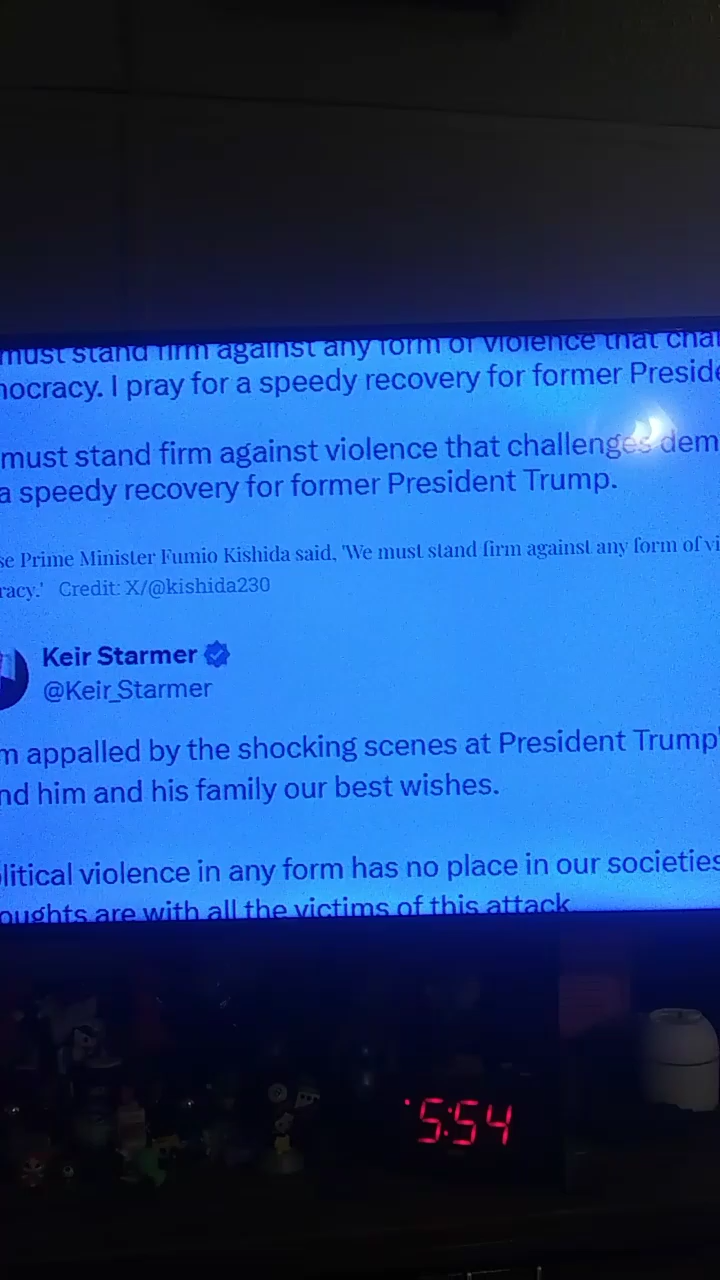 must stand firm against any form of violence that chal
nocracy. I pray for a speedy recovery for former Preside
must stand firm against violence that challenges dem
a speedy recovery for former President Trump.
se Prime Minister Fumio Kishida said, 'We must stand firm against any form of vi
racy.' Credit: X/@kishida230
Keir Starmer
@Keir_Starmer
m appalled by the shocking scenes at President Trump'
nd him and his family our best wishes.
litical violence in any form has no place in our societies
oughts are with all the victims of this attack.
5:54